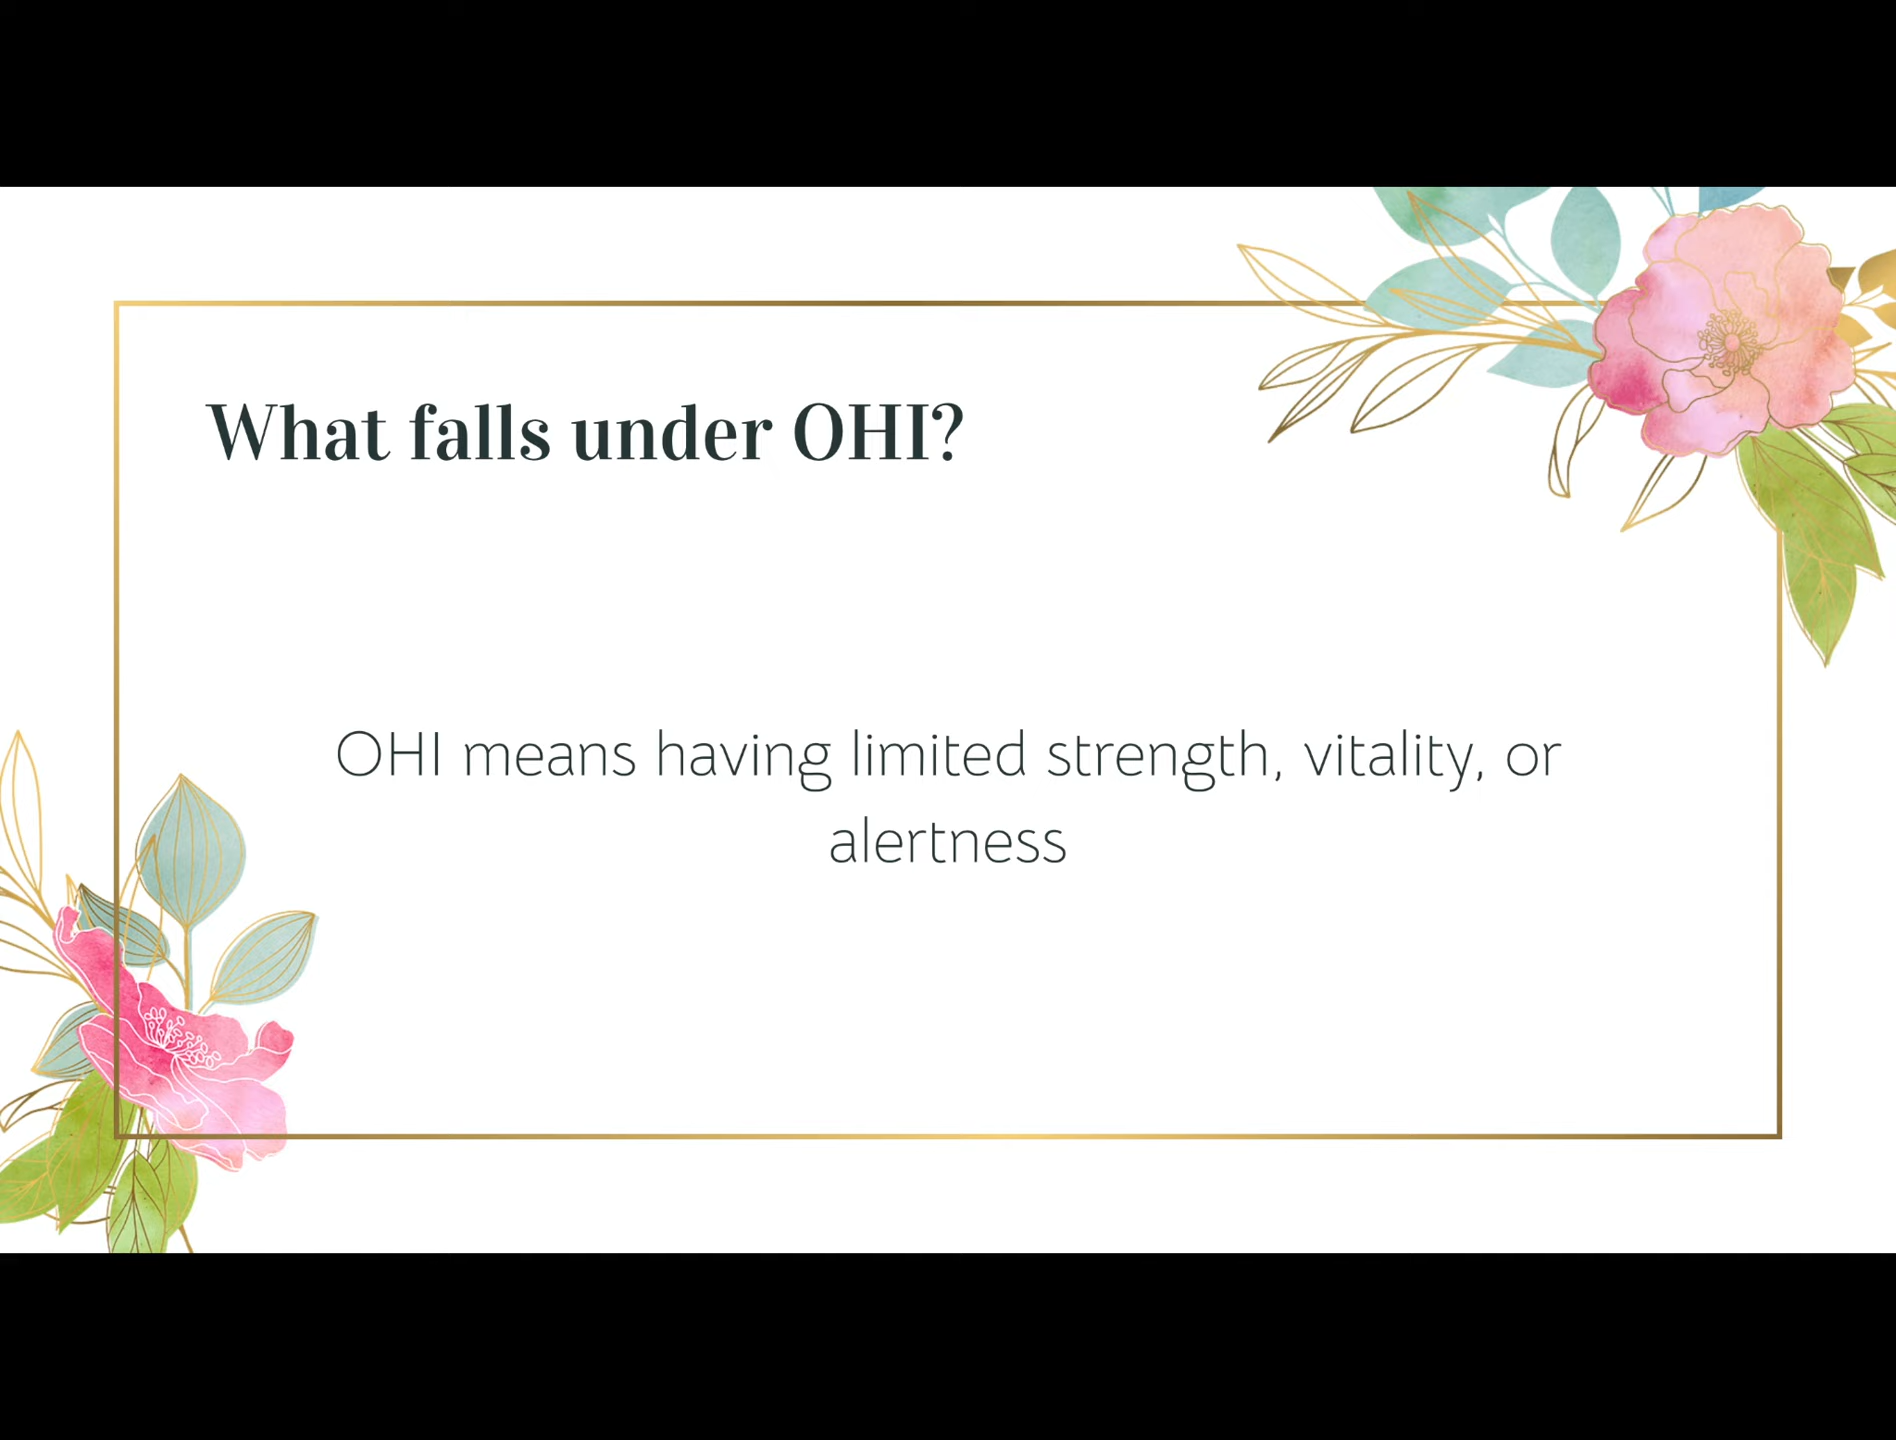 What falls under OHI?
OHI means having limited strength, vitality, or
alertness